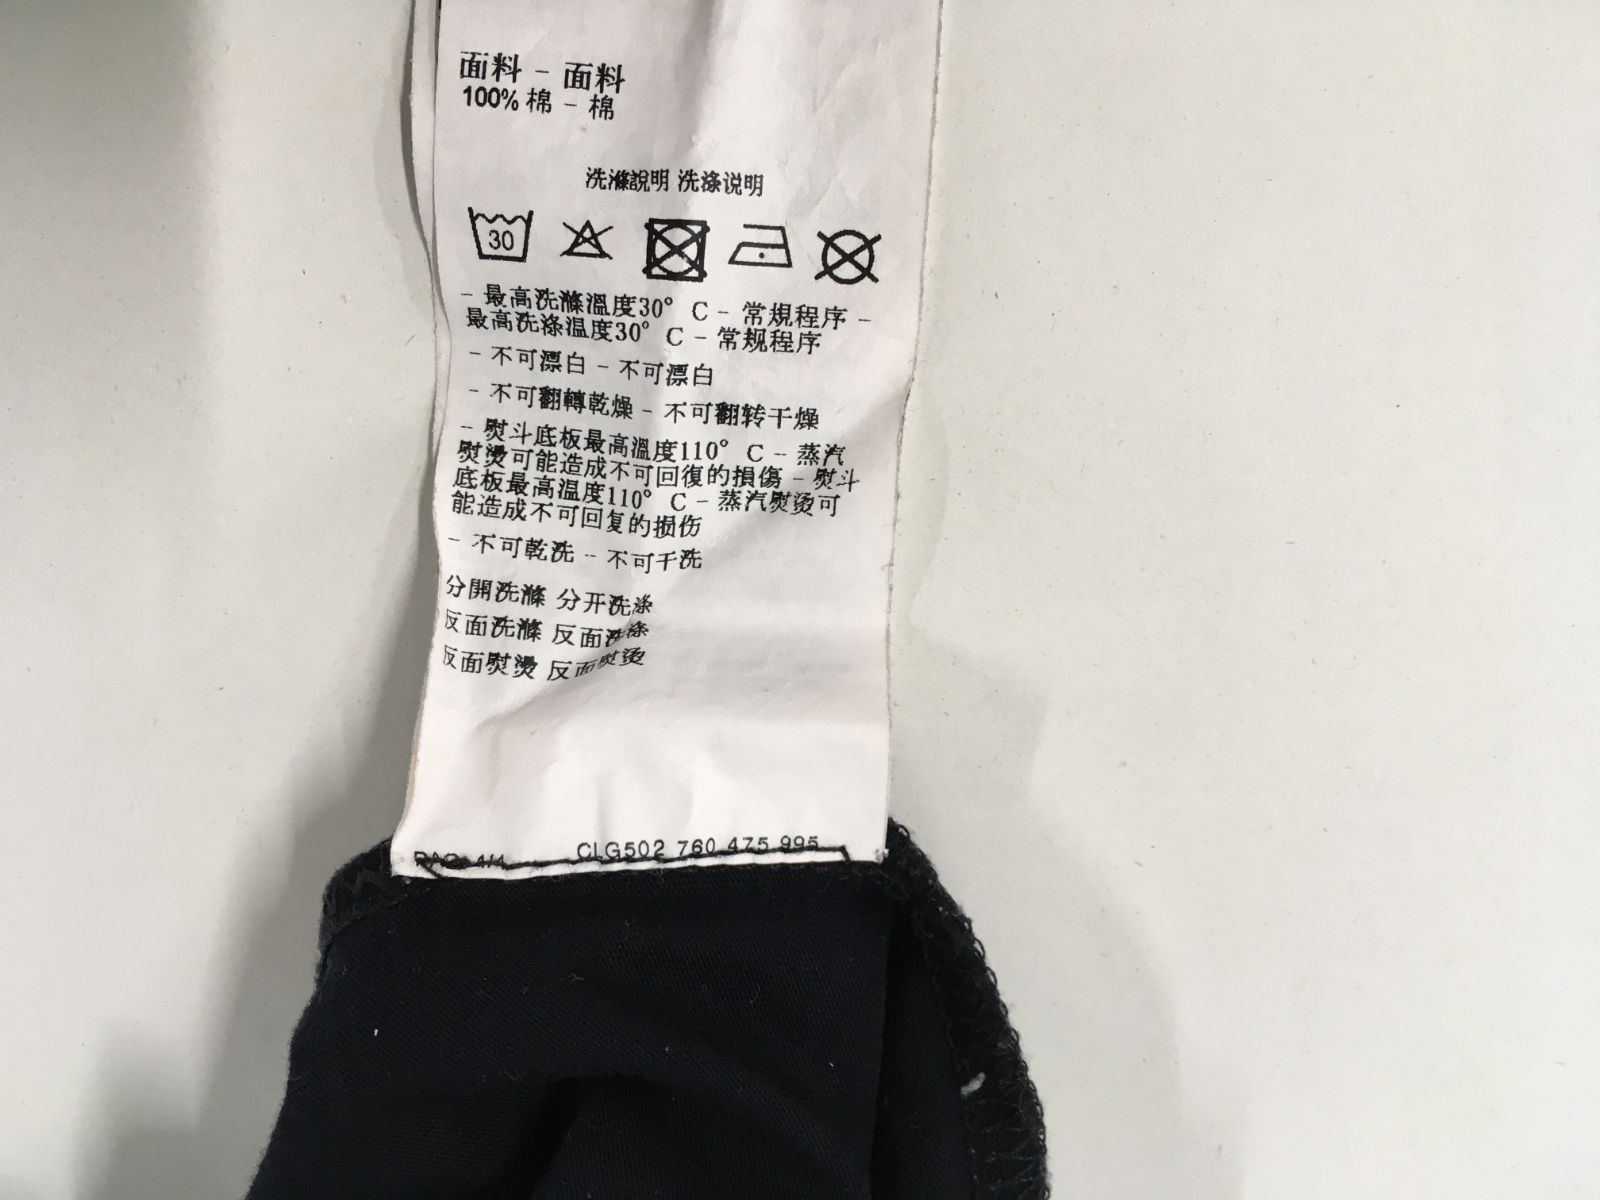 面料 - 面料
100% 棉 - 棉
洗滌說明 洗涤说明
30
- 最高洗滌溫度30° C - 常規程序 -
最高洗涤温度30° C - 常规程序
- 不可漂白 - 不可漂白
- 不可翻轉乾燥 - 不可翻转干燥
- 熨斗底板最高溫度110° C - 蒸汽
熨燙可能造成不可回復的損傷 - 熨斗
底板最高温度110° C - 蒸汽熨烫可
能造成不可回复的损伤
- 不可乾洗 - 不可干洗
分開洗滌 分开洗涤
反面洗滌 反面洗涤
反面熨燙 反面熨烫
4/4 CLG502 760 475 995